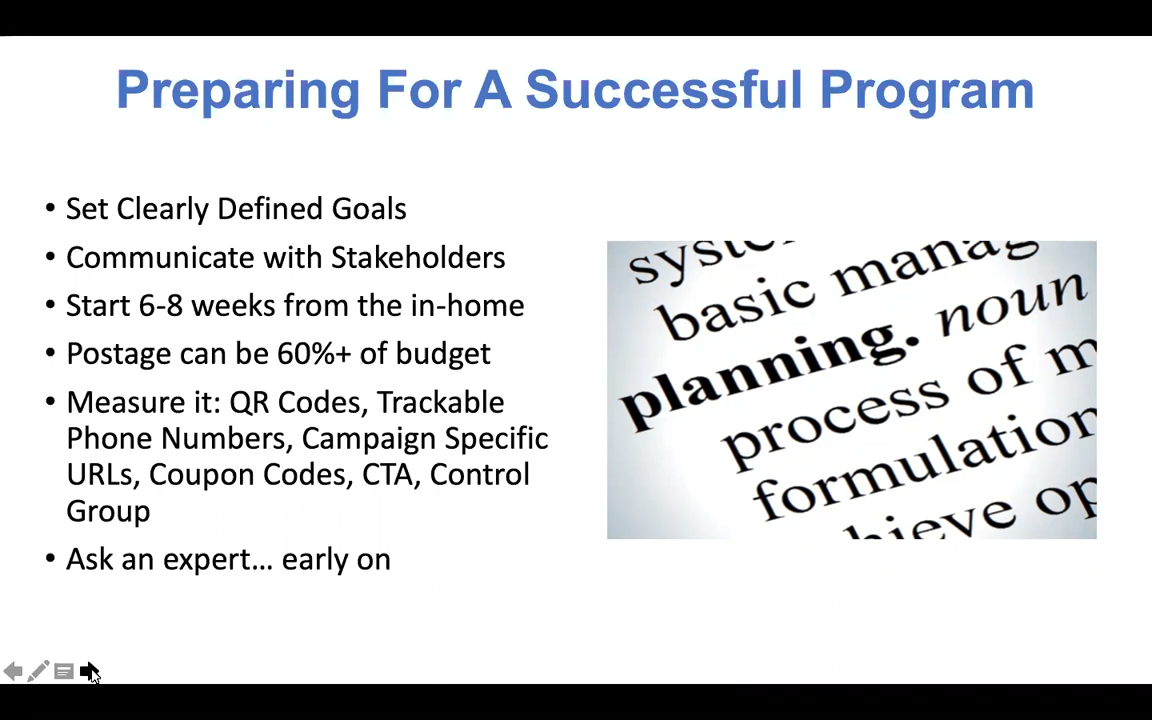 Preparing For A Successful Program
• Set Clearly Defined Goals
• Communicate with Stakeholders
• Start 6-8 weeks from the in-home
• Postage can be 60%+ of budget
• Measure it: QR Codes, Trackable
Phone Numbers, Campaign Specific
URLs, Coupon Codes, CTA, Control
Group
• Ask an expert... early on
basic manag
planning. noun
process of m
formulation